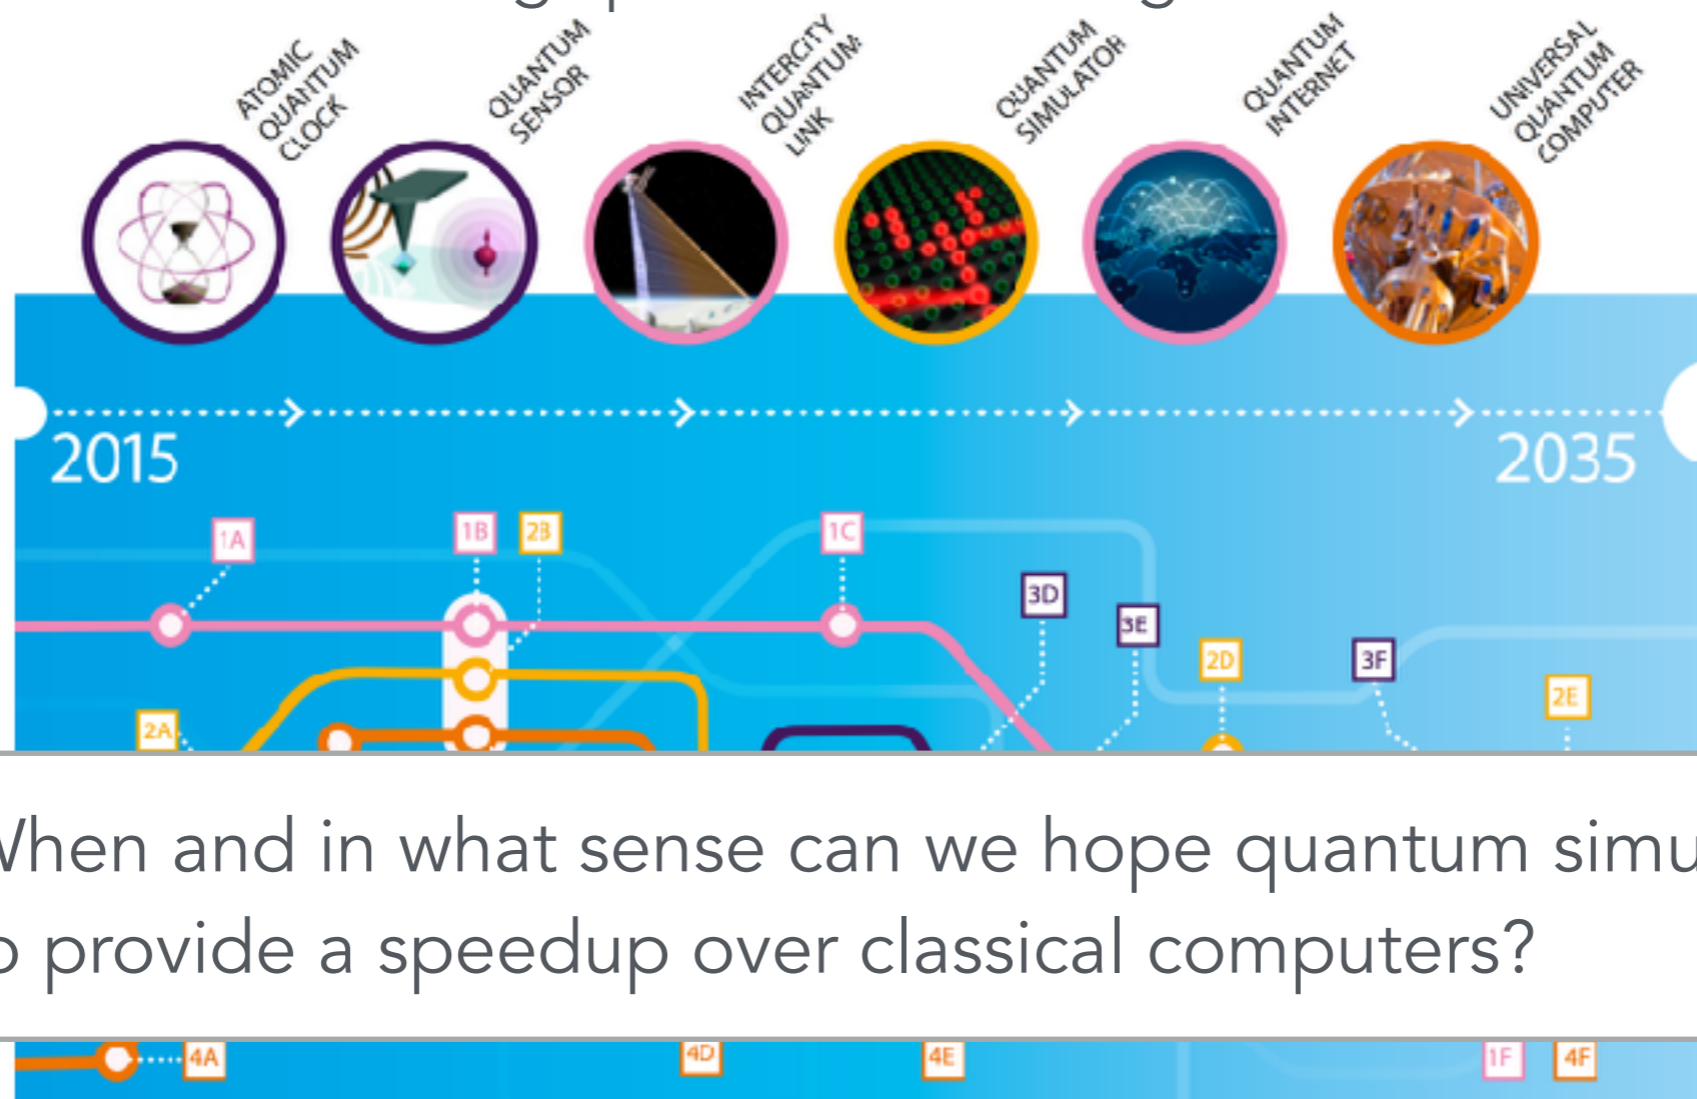 ATOMIC
QUANTUM
CLOCK
QUANTUM
SENSOR
INTERCITY
QUANTUM
LINK
QUANTUM
SIMULATOR
QUANTUM
INTERNET
UNIVERSAL
QUANTUM
COMPUTER
2015
2035
1A
1B
2B
1C
3D
3E
2D
3F
2E
2A
When and in what sense can we hope quantum simu
o provide a speedup over classical computers?
4A
4D
4E
1F
4F